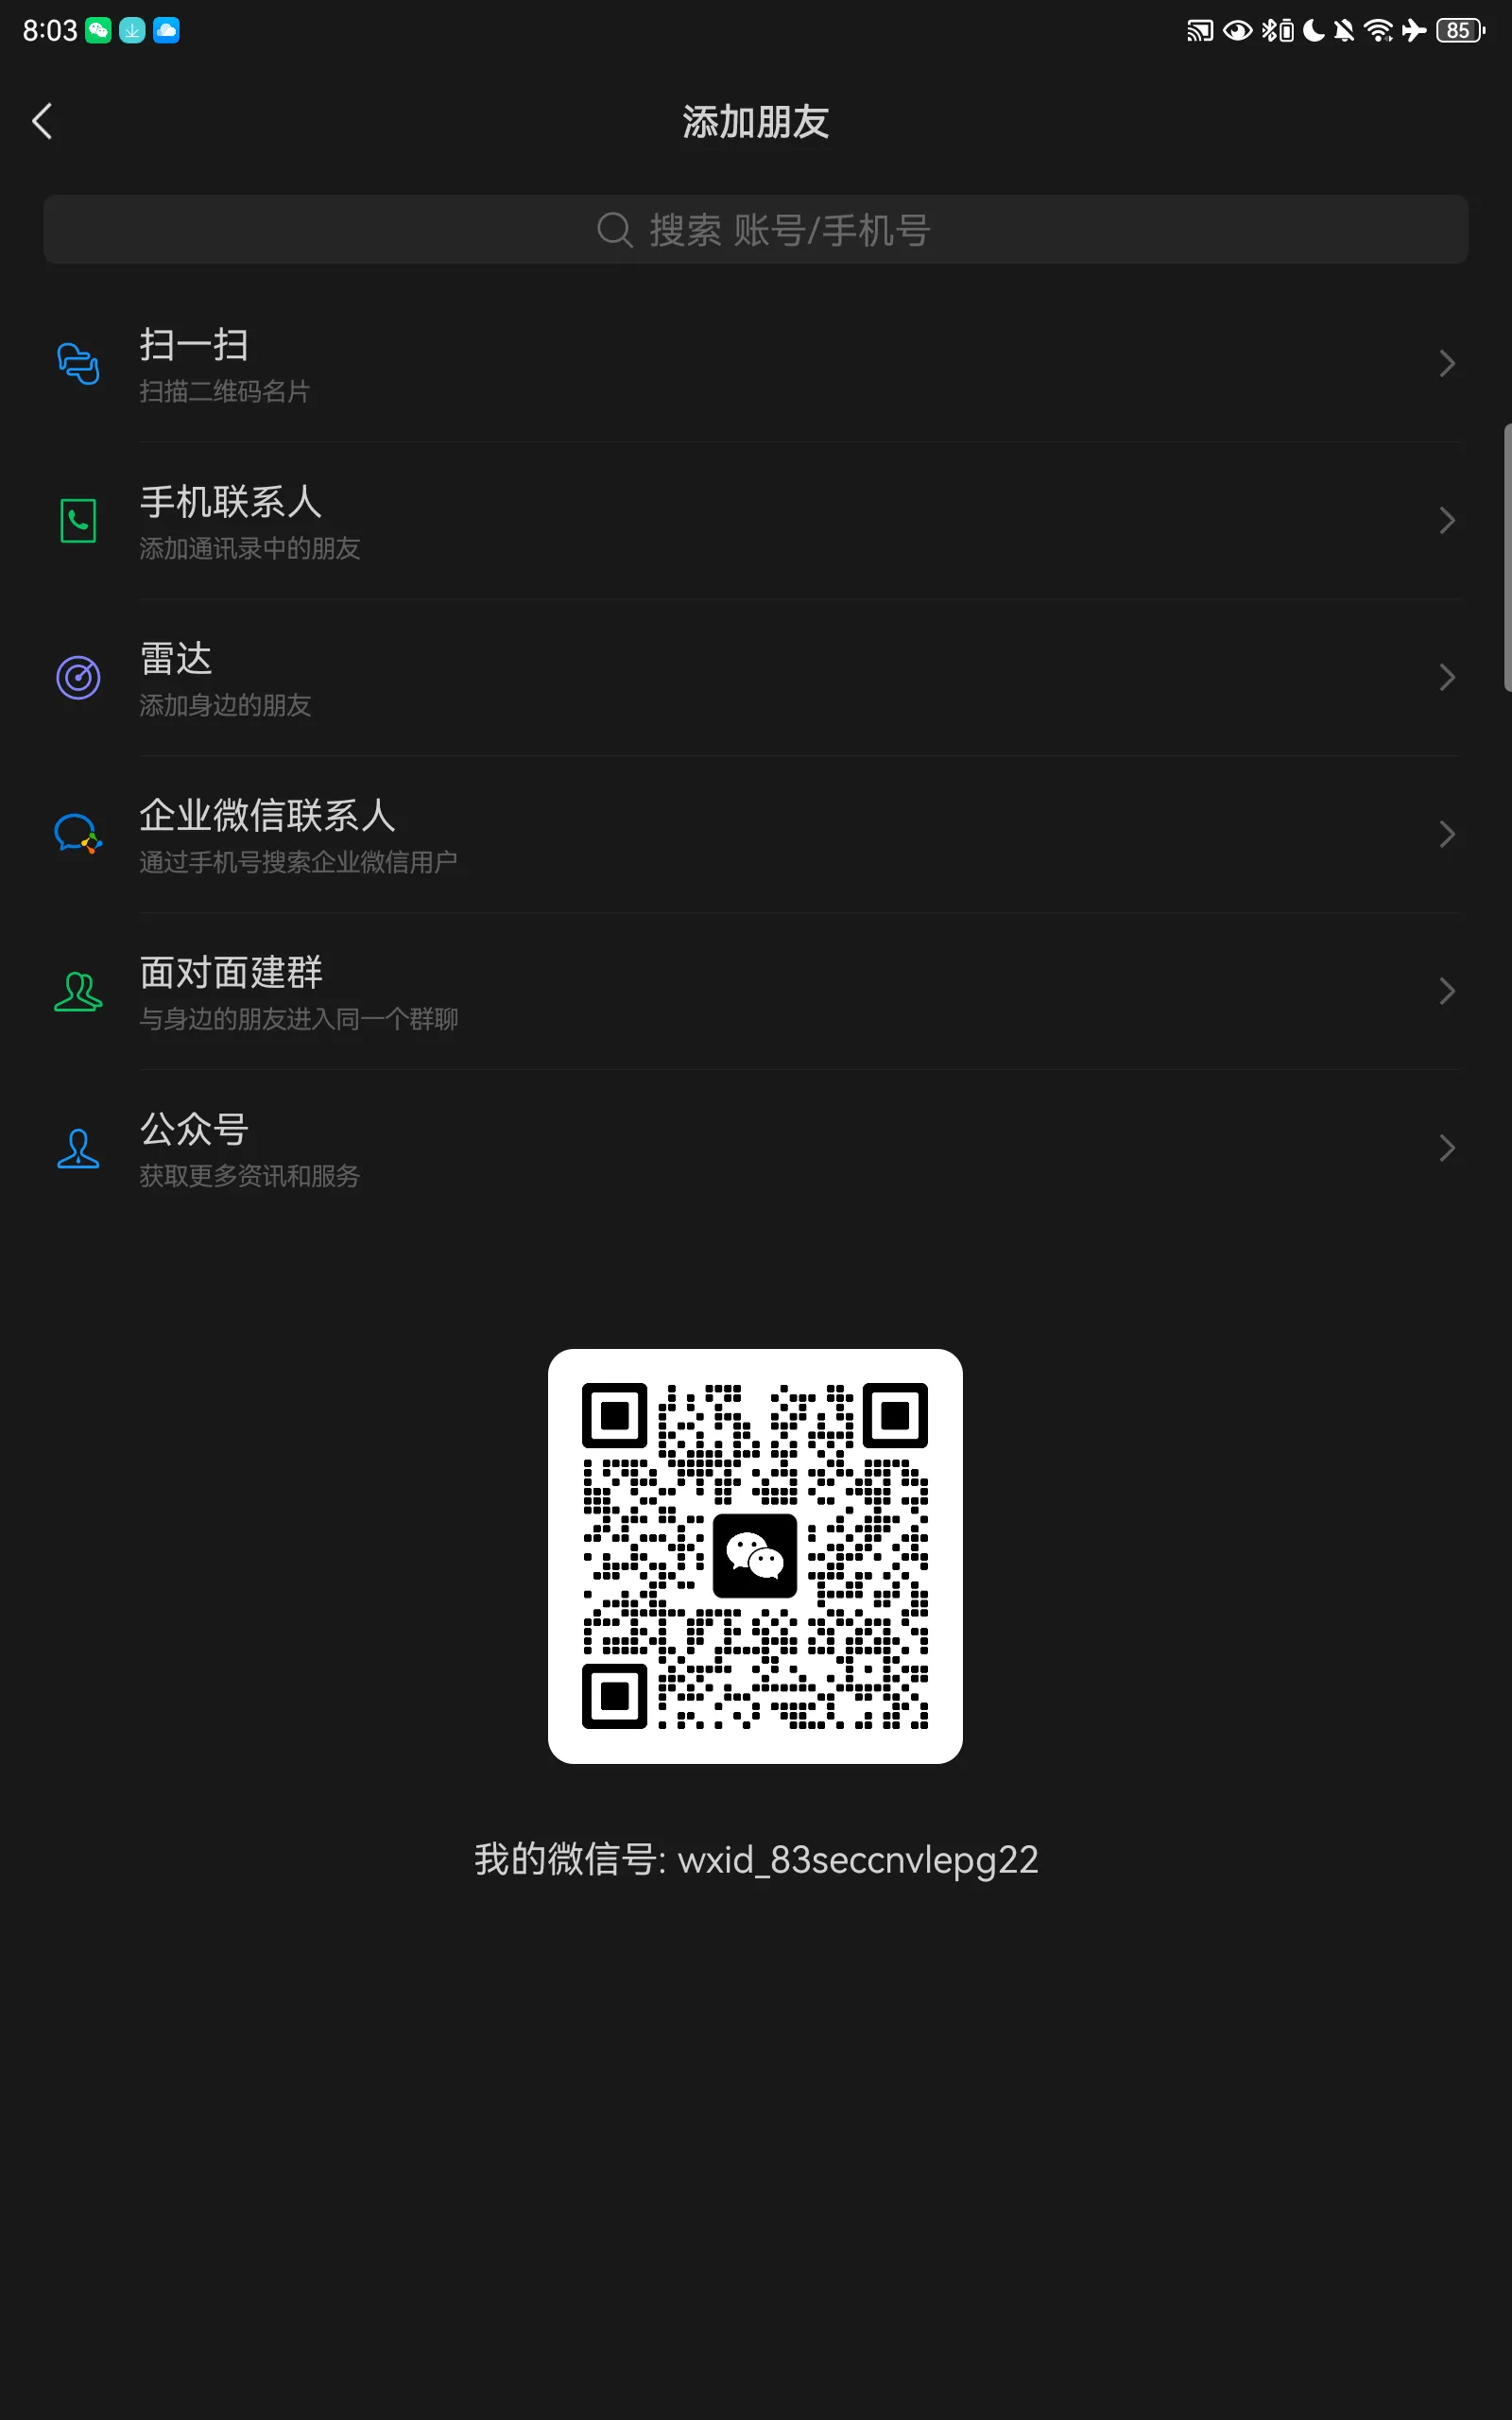 8:03
85
添加朋友
搜索 账号/手机号
扫一扫
扫描二维码名片
手机联系人
添加通讯录中的朋友
雷达
添加身边的朋友
企业微信联系人
通过手机号搜索企业微信用户
面对面建群
与身边的朋友进入同一个群聊
公众号
获取更多资讯和服务
我的微信号: wxid_83seccnvlepg22